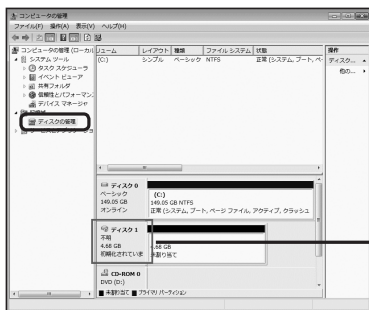 コンピュータの管理
ファイル(F) 操作(A) 表示(V) ヘルプ(H)
コンピュータの管理 (ローカル
システム ツール
タスク スケジューラ
イベント ビューア
共有フォルダ
信頼性とパフォーマンス
デバイス マネージャ
ディスクの管理
リューム レイアウト 種類 ファイル システム 状態
(C:) シンプル ベーシック NTFS 正常 (システム, ブート, ペ
操作
ディスク...
他の...
ディスク 0
ベーシック
149.05 GB
オンライン
(C:)
149.05 GB NTFS
正常 (システム, ブート, ページ ファイル, アクティブ, クラッシュ
ディスク 1
不明
4.68 GB
初期化されていま
4.68 GB
未割り当て
CD-ROM 0
DVD (D:)
未割り当て プライマリ パーティション